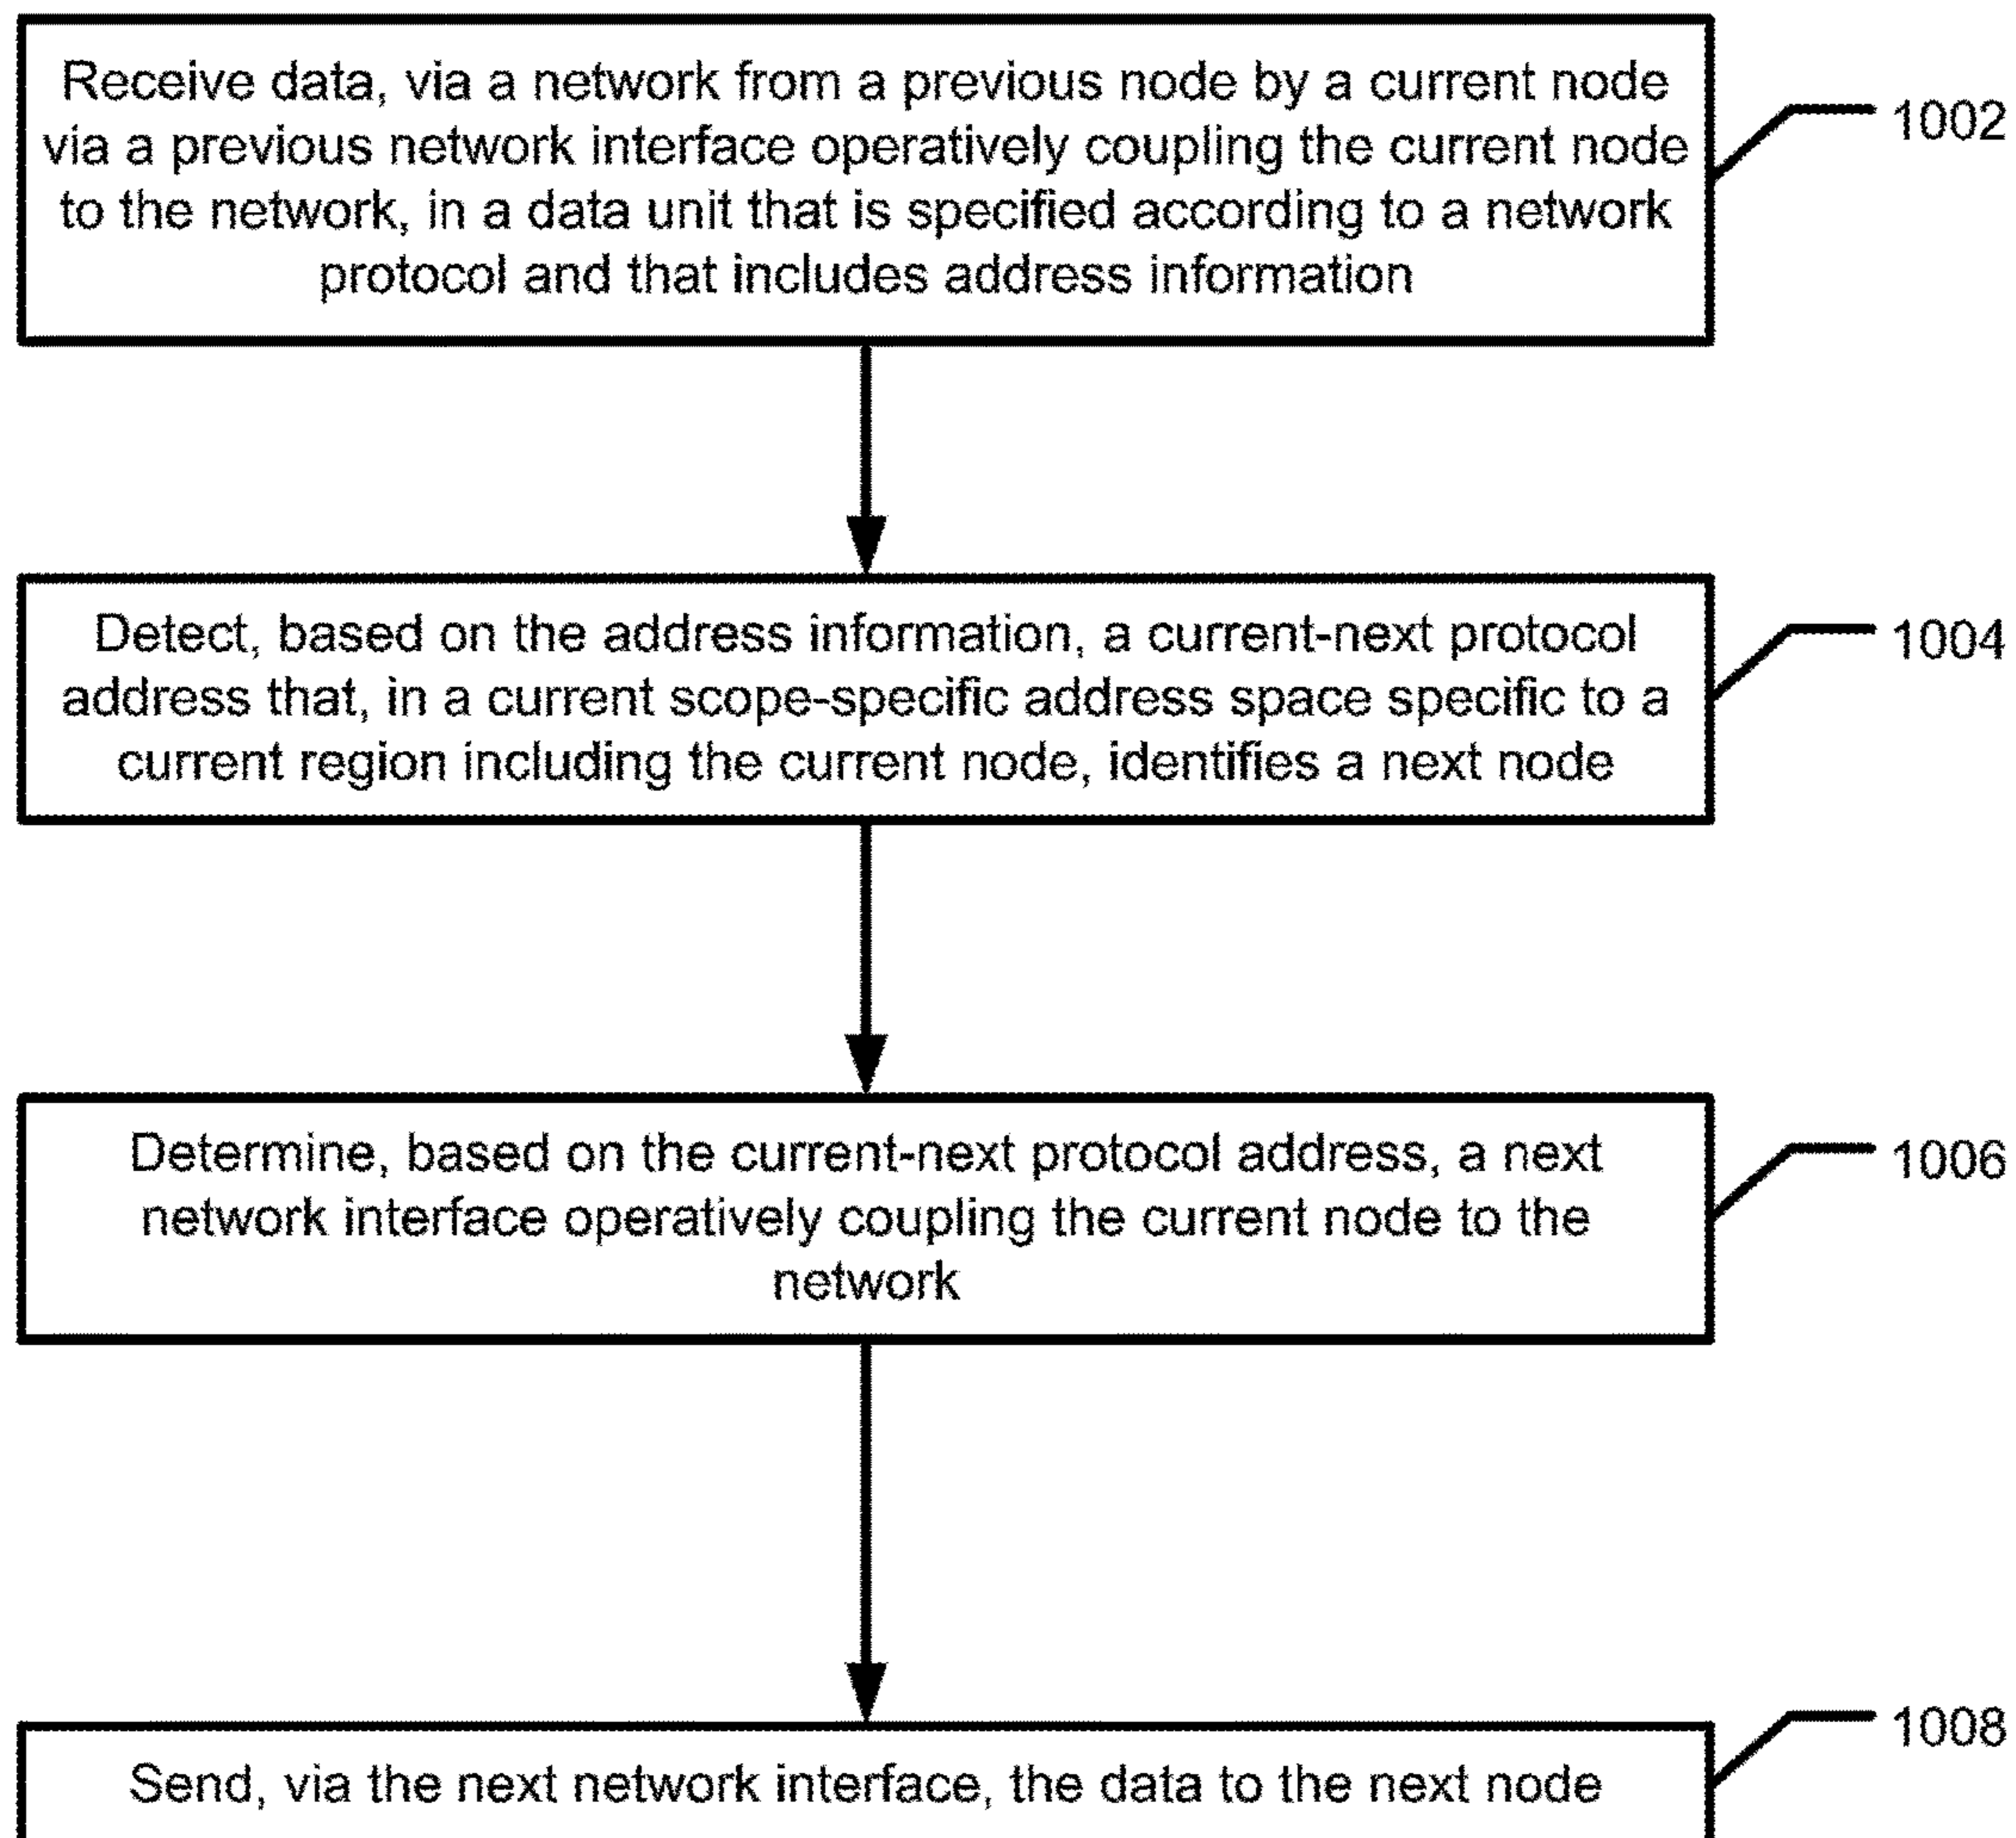 Receive data, via a network from a previous node by a current node
via a previous network interface operatively coupling the current node
to the network, in a data unit that is specified according to a network
protocol and that includes address information
1002
Detect, based on the address information, a current-next protocol
address that, in a current scope-specific address space specific to a
current region including the current node, identifies a next node
1004
Determine, based on the current-next protocol address, a next
network interface operatively coupling the current node to the
network
1006
Send, via the next network interface, the data to the next node
1008